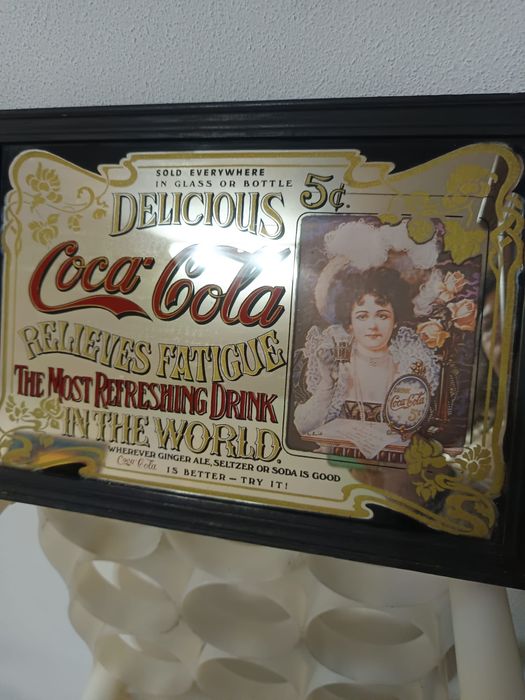 SOLD EVERYWHERE
IN GLASS OR BOTTLE
5¢.
DELICIOUS
Coca-Cola
RELIEVES FATIGUE
THE MOST REFRESHING DRINK
IN THE WORLD.
WHEREVER GINGER ALE, SELTZER OR SODA IS GOOD
Coca-Cola IS BETTER – TRY IT!
Coca-Cola
5¢